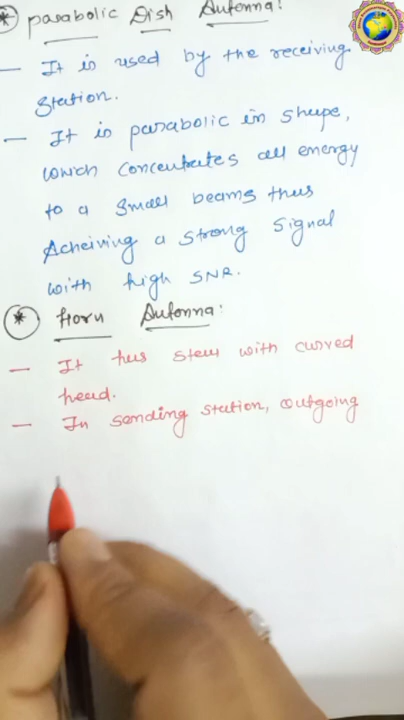 * parabolic Dish Antenna:
— It is used by the receiving
station.
— It is parabolic in shape,
which concentrates all energy
to a small beams thus
Acheiving a strong signal
with high SNR.
* Horn Antenna:
— It has stem with curved
head.
— In sending station, outgoing